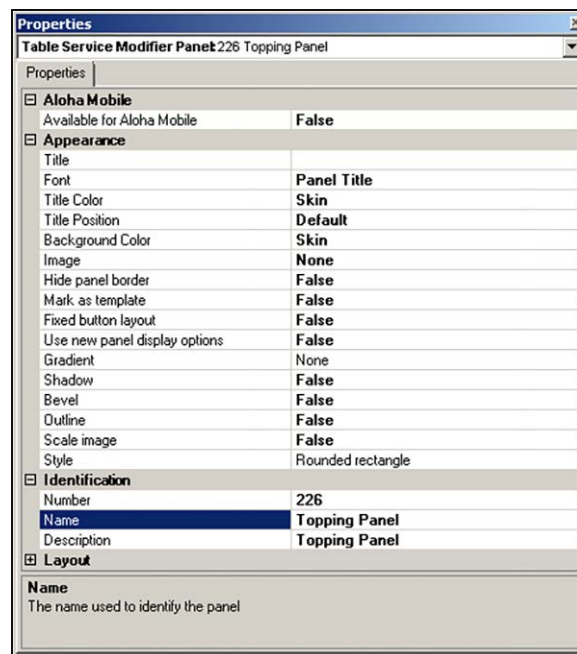 Properties
Table Service Modifier Panel: 226 Topping Panel
Properties
Aloha Mobile
Available for Aloha Mobile False
Appearance
Title
Font Panel Title
Title Color Skin
Title Position Default
Background Color Skin
Image None
Hide panel border False
Mark as template False
Fixed button layout False
Use new panel display options False
Gradient None
Shadow False
Bevel False
Outline False
Scale image False
Style Rounded rectangle
Identification
Number 226
Name Topping Panel
Description Topping Panel
Layout
Name
The name used to identify the panel